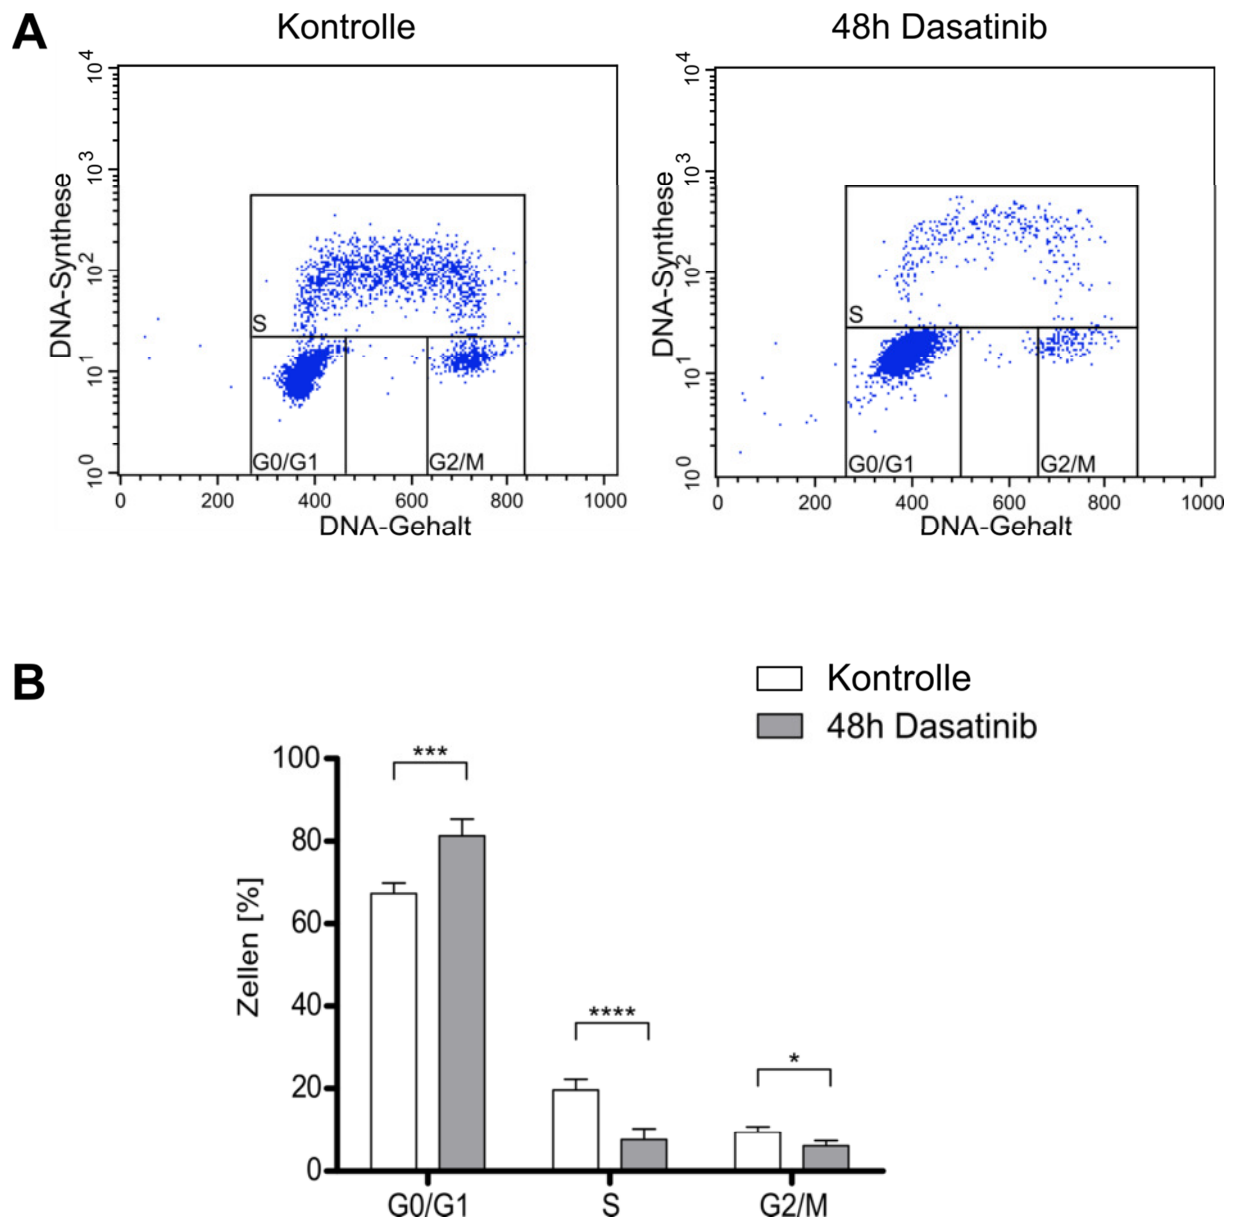 A
Kontrolle
48h Dasatinib
DNA-Synthese
10^4
10^3
10^2
10^1
10^0
S
G0/G1
G2/M
0 200 400 600 800 1000
DNA-Gehalt
DNA-Synthese
10^4
10^3
10^2
10^1
10^0
S
G0/G1
G2/M
0 200 400 600 800 1000
DNA-Gehalt
B
Kontrolle
48h Dasatinib
Zellen [%]
100
80
60
40
20
0
***
****
*
G0/G1 S G2/M